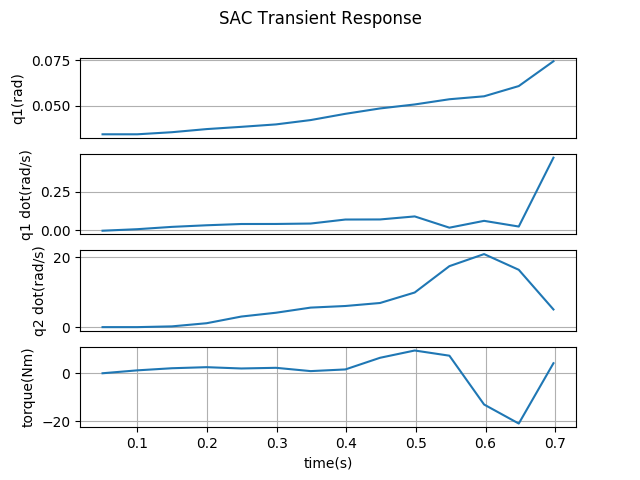 SAC Transient Response
0.075
0.050
q1(rad)
0.25
0.00
q1 dot(rad/s)
20
0
q2 dot(rad/s)
0
−20
torque(Nm)
0.1 0.2 0.3 0.4 0.5 0.6 0.7
time(s)